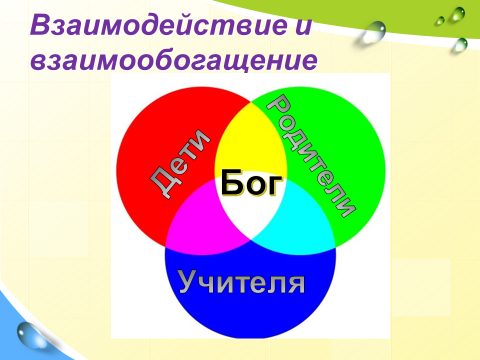 Взаимодействие и
взаимообогащение
Дети
Родители
Бог
Учителя